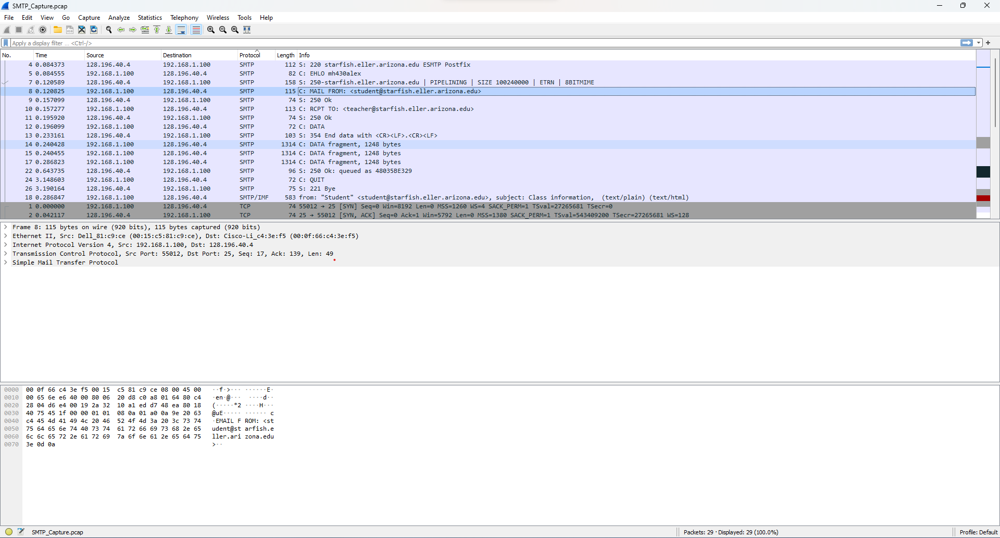 SMTP_Capture.pcap
File Edit View Go Capture Analyze Statistics Telephony Wireless Tools Help
Apply a display filter ... <Ctrl-/>
No. Time Source Destination Protocol Length Info
4 0.084373 128.196.40.4 192.168.1.100 SMTP 112 S: 220 starfish.eller.arizona.edu ESMTP Postfix
5 0.084555 192.168.1.100 128.196.40.4 SMTP 82 C: EHLO mh430alex
7 0.120589 128.196.40.4 192.168.1.100 SMTP 158 S: 250-starfish.eller.arizona.edu | PIPELINING | SIZE 100240000 | ETRN | 8BITMIME
8 0.120825 192.168.1.100 128.196.40.4 SMTP 115 C: MAIL FROM: <student@starfish.eller.arizona.edu>
9 0.157099 128.196.40.4 192.168.1.100 SMTP 74 S: 250 Ok
10 0.157277 192.168.1.100 128.196.40.4 SMTP 113 C: RCPT TO: <teacher@starfish.eller.arizona.edu>
11 0.195920 128.196.40.4 192.168.1.100 SMTP 74 S: 250 Ok
12 0.196099 192.168.1.100 128.196.40.4 SMTP 72 C: DATA
13 0.233161 128.196.40.4 192.168.1.100 SMTP 103 S: 354 End data with <CR><LF>.<CR><LF>
14 0.240428 192.168.1.100 128.196.40.4 SMTP 1314 C: DATA fragment, 1248 bytes
15 0.240455 192.168.1.100 128.196.40.4 SMTP 1314 C: DATA fragment, 1248 bytes
17 0.286823 192.168.1.100 128.196.40.4 SMTP 1314 C: DATA fragment, 1248 bytes
22 0.643735 128.196.40.4 192.168.1.100 SMTP 96 S: 250 Ok: queued as 48035BE329
24 3.148603 192.168.1.100 128.196.40.4 SMTP 72 C: QUIT
26 3.190164 128.196.40.4 192.168.1.100 SMTP 75 S: 221 Bye
18 0.286847 192.168.1.100 128.196.40.4 SMTP/IMF 583 from: "Student" <student@starfish.eller.arizona.edu>, subject: Class information, (text/plain) (text/html)
1 0.000000 192.168.1.100 128.196.40.4 TCP 74 55012 → 25 [SYN] Seq=0 Win=8192 Len=0 MSS=1260 WS=4 SACK_PERM=1 TSval=27265681 TSecr=0
2 0.042117 128.196.40.4 192.168.1.100 TCP 74 25 → 55012 [SYN, ACK] Seq=0 Ack=1 Win=5792 Len=0 MSS=1380 SACK_PERM=1 TSval=543409200 TSecr=27265681 WS=128
Frame 8: 115 bytes on wire (920 bits), 115 bytes captured (920 bits)
Ethernet II, Src: Dell_81:c9:ce (00:15:c5:81:c9:ce), Dst: Cisco-Li_c4:3e:f5 (00:0f:66:c4:3e:f5)
Internet Protocol Version 4, Src: 192.168.1.100, Dst: 128.196.40.4
Transmission Control Protocol, Src Port: 55012, Dst Port: 25, Seq: 17, Ack: 139, Len: 49
Simple Mail Transfer Protocol
0000 00 0f 66 c4 3e f5 00 15 c5 81 c9 ce 08 00 45 00 ··f·>··· ······E·
0010 00 65 6e e6 40 00 80 06 20 d8 c0 a8 01 64 80 c4 ·en·@··· ····d··
0020 28 04 d6 e4 00 19 2a 32 10 a1 ed d7 48 ea 80 18 (·····*2 ····H···
0030 40 75 45 1f 00 00 01 01 08 0a 01 a0 0a 9e 20 63 @uE····· ······ c
0040 c4 45 4d 41 49 4c 20 46 52 4f 4d 3a 20 3c 73 74 ·EMAIL F ROM: <st
0050 75 64 65 6e 74 40 73 74 61 72 66 69 73 68 2e 65 udent@st arfish.e
0060 6c 6c 65 72 2e 61 72 69 7a 6f 6e 61 2e 65 64 75 ller.ari zona.edu
0070 3e 0d 0a >··
SMTP_Capture.pcap Packets: 29 · Displayed: 29 (100.0%) Profile: Default